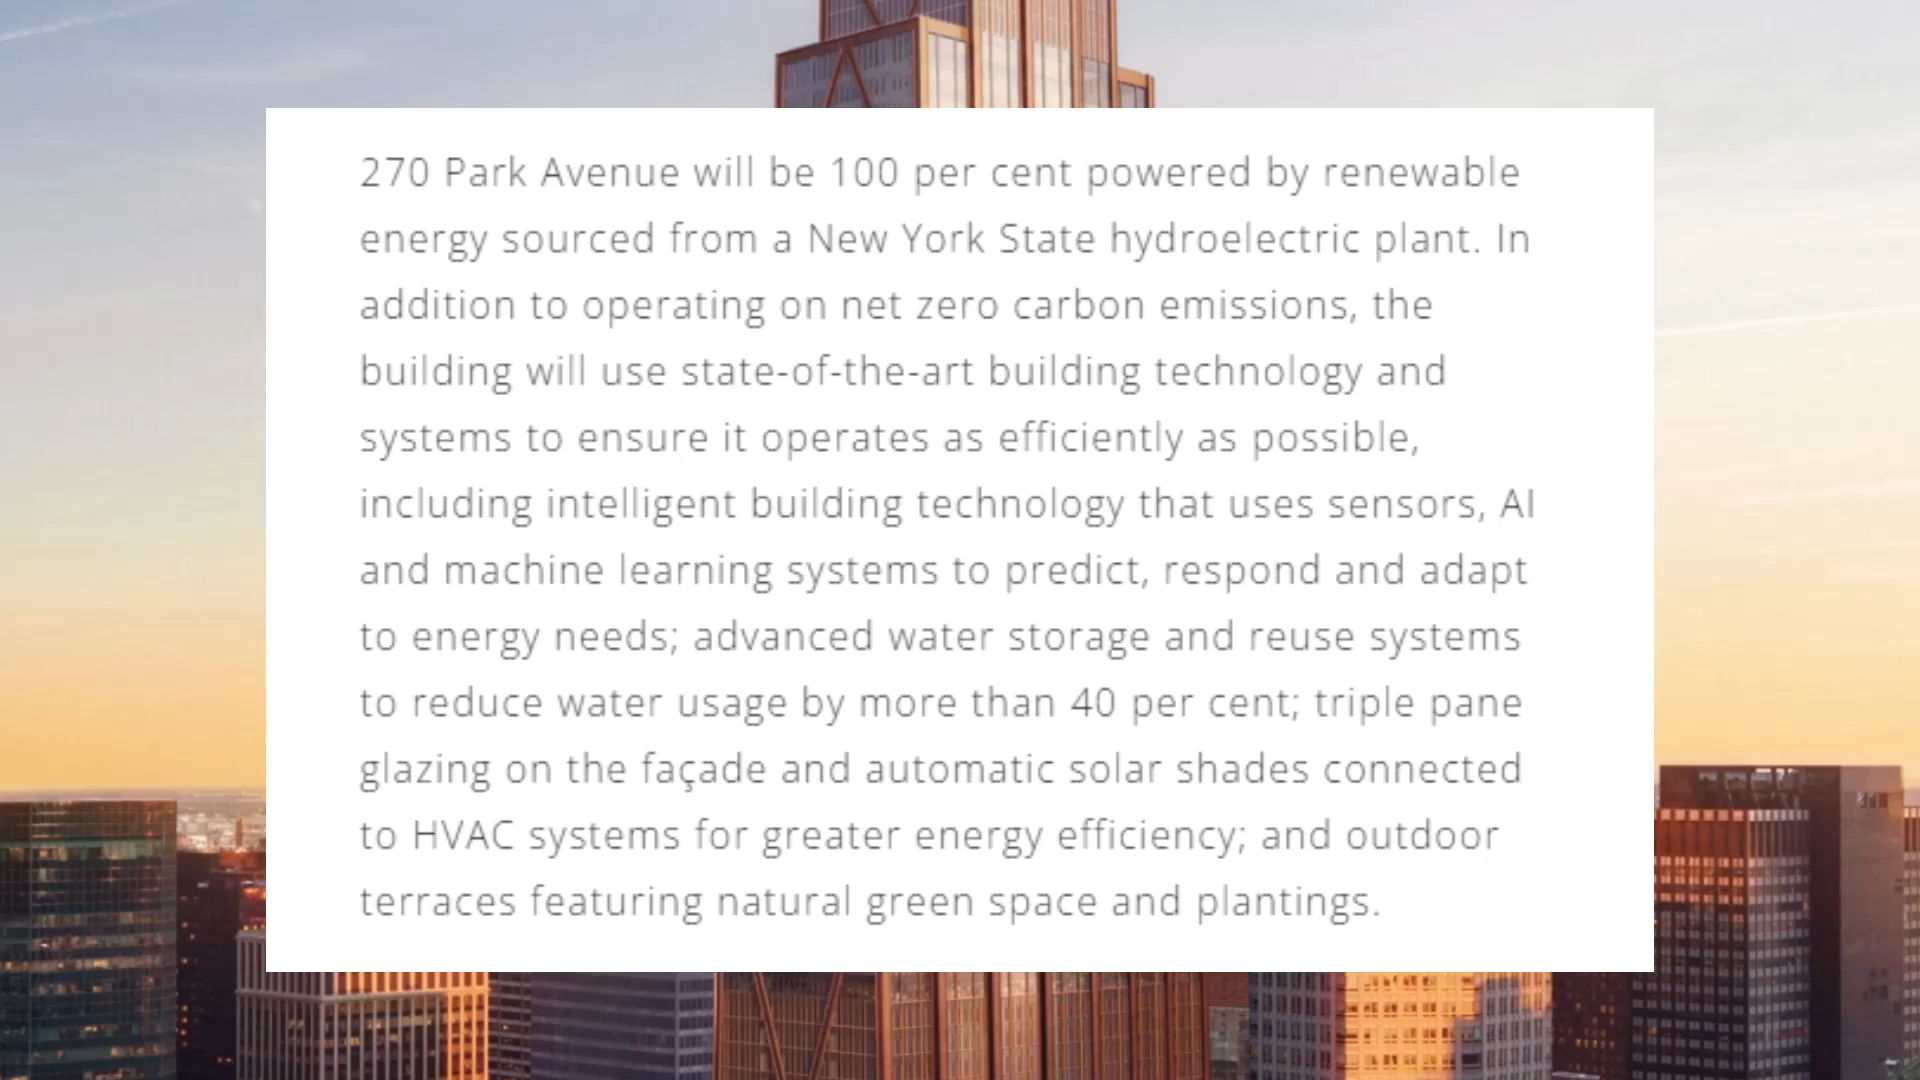 270 Park Avenue will be 100 per cent powered by renewable
energy sourced from a New York State hydroelectric plant. In
addition to operating on net zero carbon emissions, the
building will use state-of-the-art building technology and
systems to ensure it operates as efficiently as possible,
including intelligent building technology that uses sensors, AI
and machine learning systems to predict, respond and adapt
to energy needs; advanced water storage and reuse systems
to reduce water usage by more than 40 per cent; triple pane
glazing on the façade and automatic solar shades connected
to HVAC systems for greater energy efficiency; and outdoor
terraces featuring natural green space and plantings.